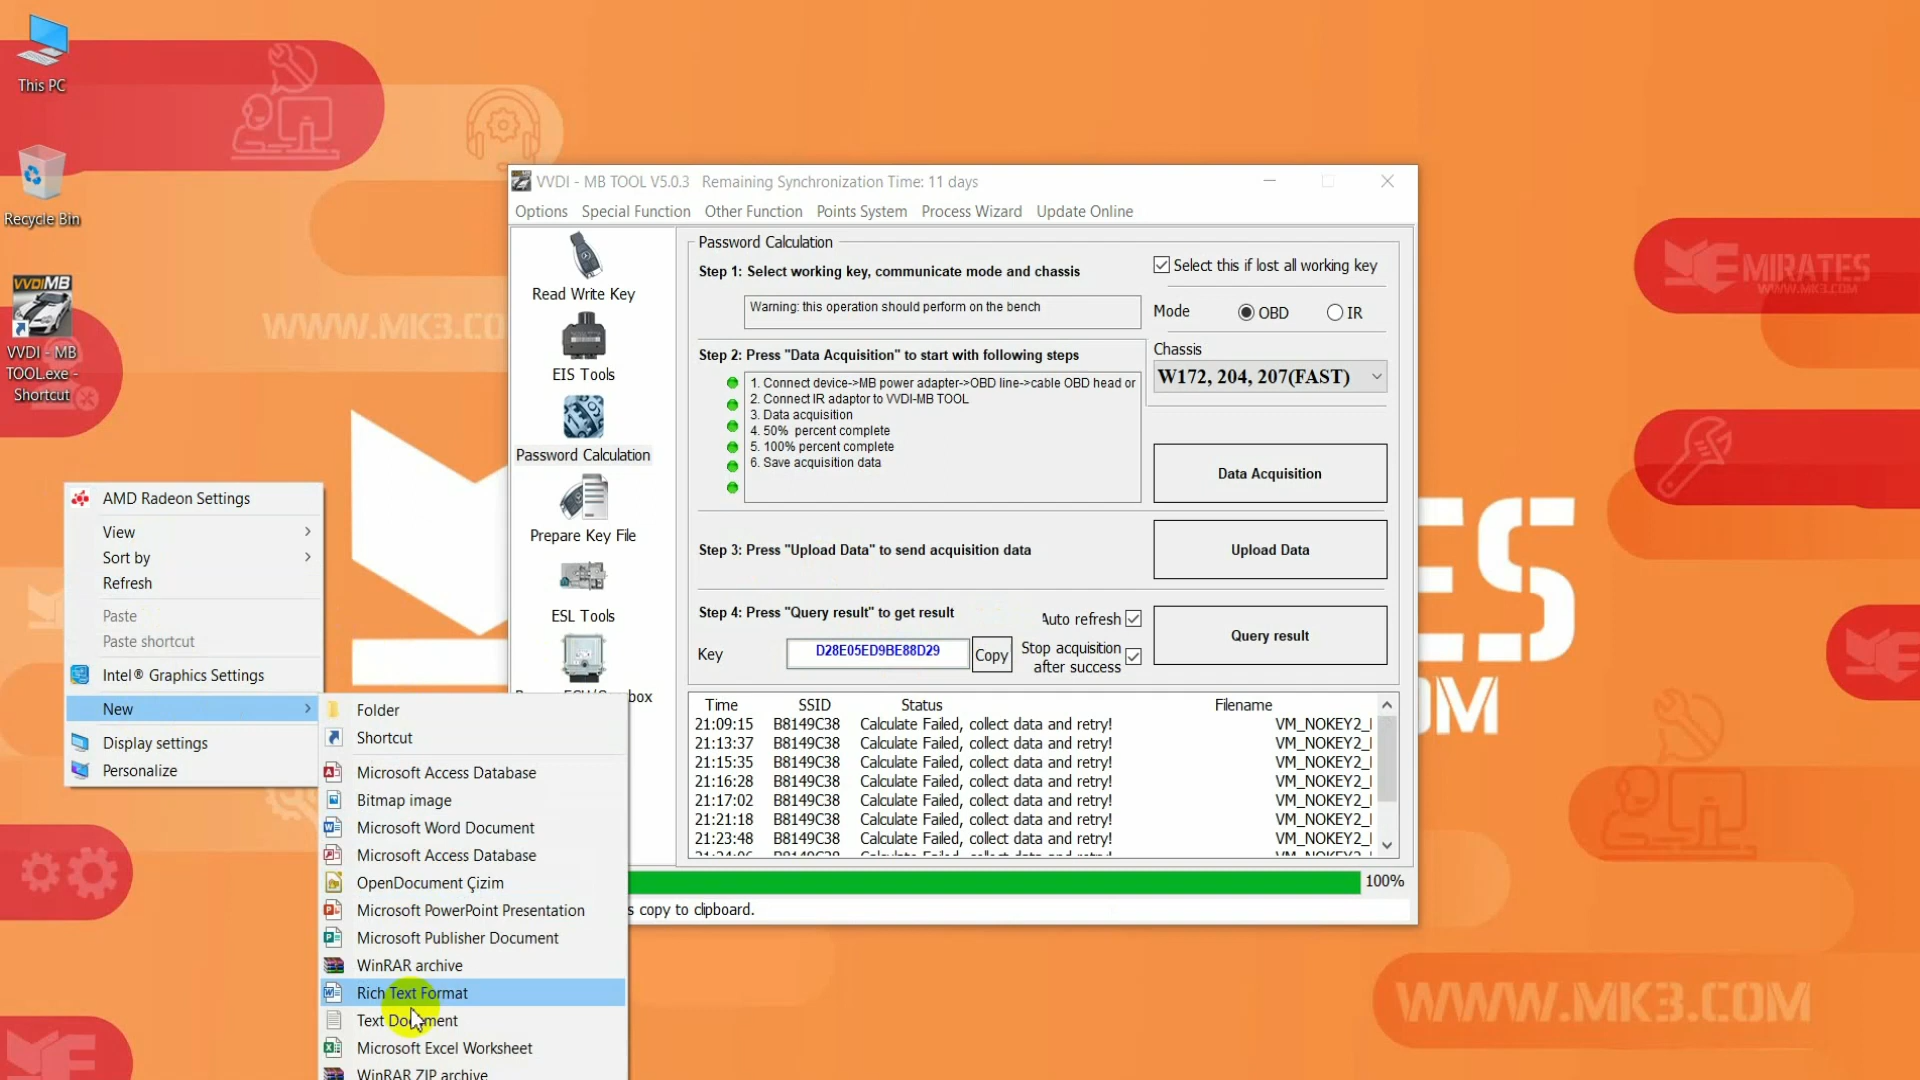 This PC
Recycle Bin
VVDI - MB
TOOL.exe -
Shortcut
VVDIMB
WWW.MK3.CO
MIRATES
WWW.MK3.COM
ES
OM
WWW.MK3.COM
AMD Radeon Settings
View
Sort by
Refresh
Paste
Paste shortcut
Intel® Graphics Settings
New
Display settings
Personalize
Folder
Shortcut
Microsoft Access Database
Bitmap image
Microsoft Word Document
Microsoft Access Database
OpenDocument Çizim
Microsoft PowerPoint Presentation
Microsoft Publisher Document
WinRAR archive
Rich Text Format
Text Document
Microsoft Excel Worksheet
WinRAR ZIP archive
VVDI - MB TOOL V5.0.3 Remaining Synchronization Time: 11 days
Options Special Function Other Function Points System Process Wizard Update Online
Read Write Key
EIS Tools
Password Calculation
Prepare Key File
ESL Tools
box
Password Calculation
Step 1: Select working key, communicate mode and chassis
Warning: this operation should perform on the bench
Select this if lost all working key
Mode OBD IR
Chassis
W172, 204, 207(FAST)
Step 2: Press "Data Acquisition" to start with following steps
1. Connect device->MB power adapter->OBD line->cable OBD head or
2. Connect IR adaptor to VVDI-MB TOOL
3. Data acquisition
4. 50% percent complete
5. 100% percent complete
6. Save acquisition data
Data Acquisition
Step 3: Press "Upload Data" to send acquisition data
Upload Data
Step 4: Press "Query result" to get result
Auto refresh
Key D28E05ED9BE88D29 Copy
Stop acquisition
after success
Query result
Time SSID Status Filename
21:09:15 B8149C38 Calculate Failed, collect data and retry! VM_NOKEY2_
21:13:37 B8149C38 Calculate Failed, collect data and retry! VM_NOKEY2_
21:15:35 B8149C38 Calculate Failed, collect data and retry! VM_NOKEY2_
21:16:28 B8149C38 Calculate Failed, collect data and retry! VM_NOKEY2_
21:17:02 B8149C38 Calculate Failed, collect data and retry! VM_NOKEY2_
21:21:18 B8149C38 Calculate Failed, collect data and retry! VM_NOKEY2_
21:23:48 B8149C38 Calculate Failed, collect data and retry! VM_NOKEY2_
100%
s copy to clipboard.